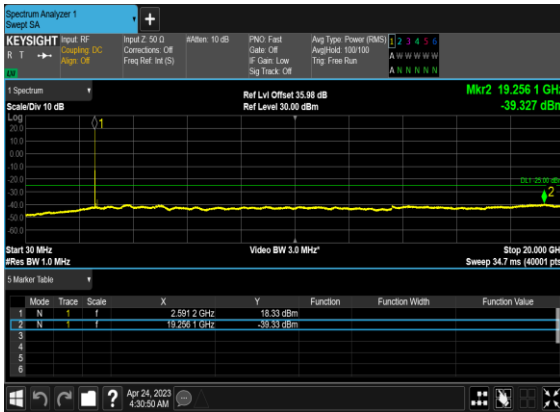 Spectrum Analyzer 1
Swept SA
KEYSIGHT
R T
LXI
Input: RF
Coupling: DC
Align: Off
Input Z: 50 Ω
Corrections: Off
Freq Ref: Int (S)
#Atten: 10 dB
PNO: Fast
Gate: Off
IF Gain: Low
Sig Track: Off
Avg Type: Power (RMS)
Avg|Hold: 100/100
Trig: Free Run
1 2 3 4 5 6
A W W W W W
A N N N N N
1 Spectrum
Scale/Div 10 dB
Ref Lvl Offset 35.98 dB
Ref Level 30.00 dBm
Mkr2 19.256 1 GHz
-39.327 dBm
Log
20.0
10.0
0.00
-10.0
-20.0
-30.0
-40.0
-50.0
-60.0
1
DL1 -25.00 dBm
2
Start 30 MHz
#Res BW 1.0 MHz
Video BW 3.0 MHz*
Stop 20.000 GH
Sweep 34.7 ms (40001 pts
5 Marker Table
Mode Trace Scale X Y Function Function Width Function Value
1 N 1 f 2.591 2 GHz 18.33 dBm
2 N 1 f 19.256 1 GHz -39.33 dBm
3
4
5
6
?
Apr 24, 2023
4:30:50 AM